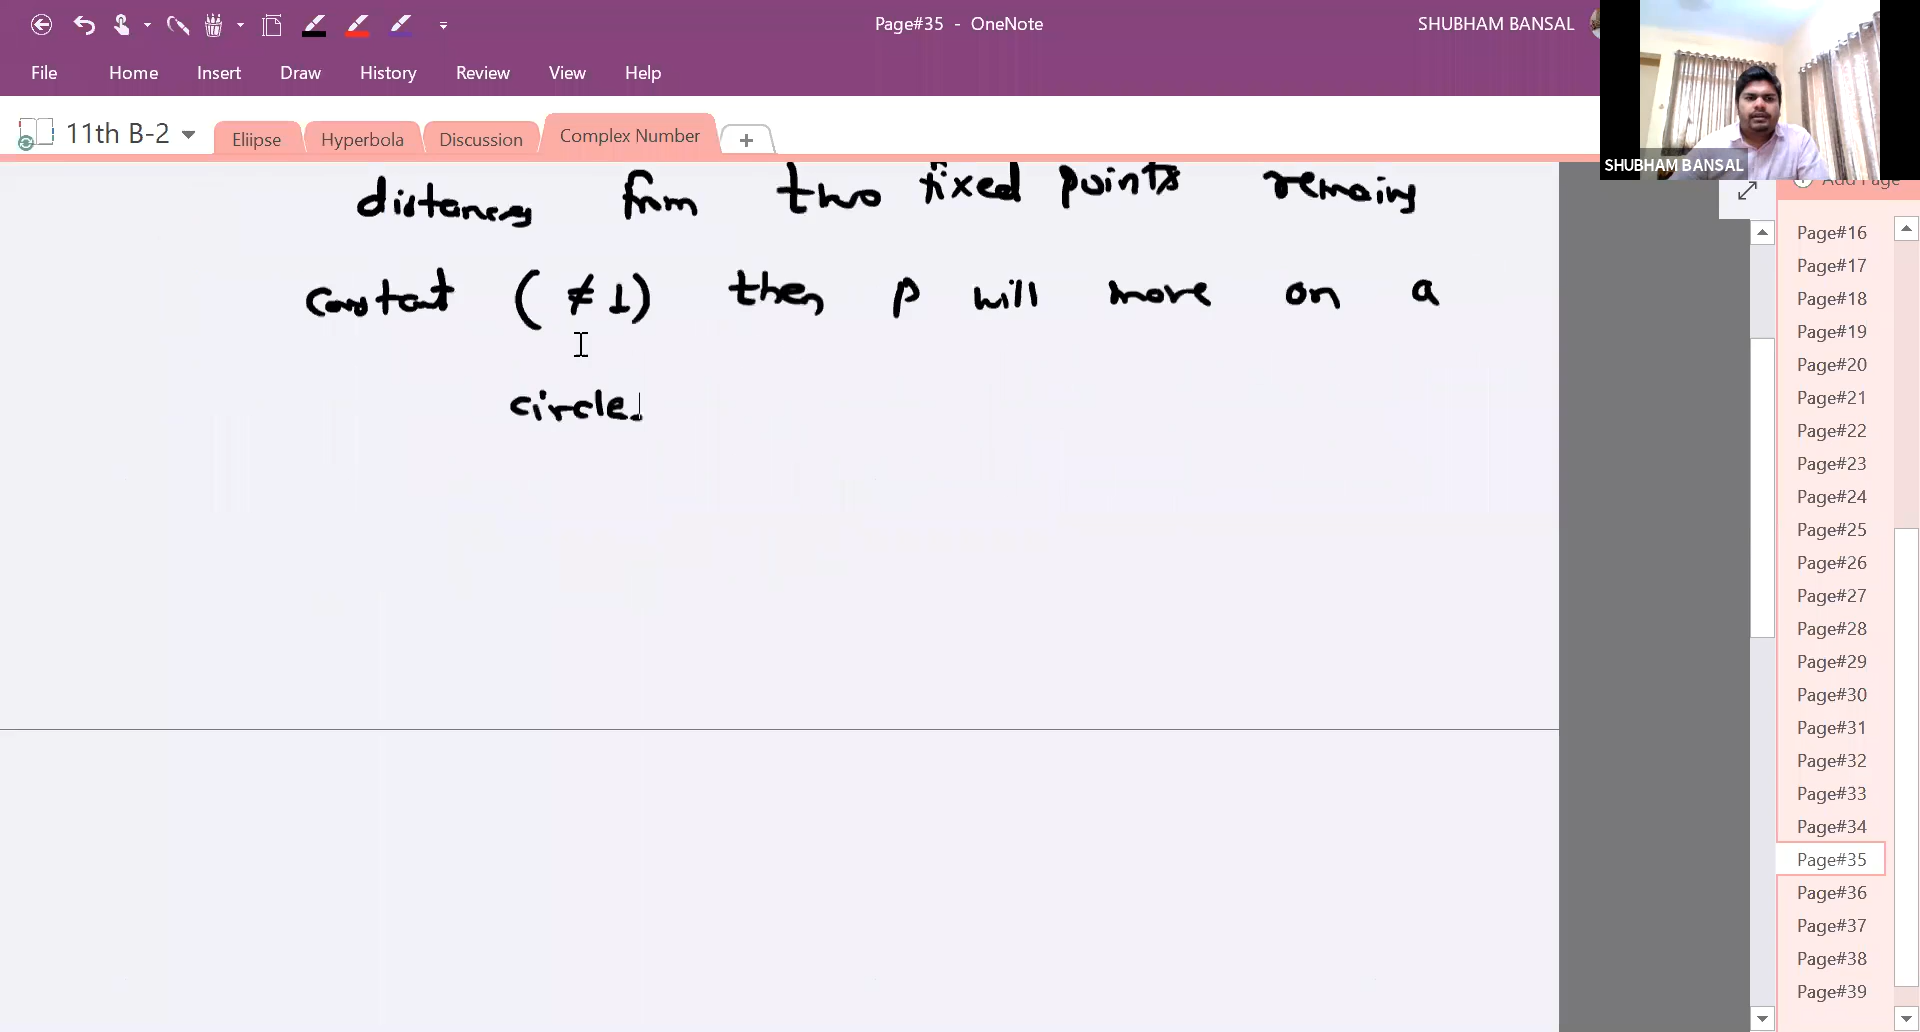 Page#35 - OneNote
SHUBHAM BANSAL
File Home Insert Draw History Review View Help
11th B-2 Eliipse Hyperbola Discussion Complex Number +
SHUBHAM BANSAL
Add Page
distances from two fixed points remains
constant ( ≠ 1) then P will move on a
circle.
Page#16
Page#17
Page#18
Page#19
Page#20
Page#21
Page#22
Page#23
Page#24
Page#25
Page#26
Page#27
Page#28
Page#29
Page#30
Page#31
Page#32
Page#33
Page#34
Page#35
Page#36
Page#37
Page#38
Page#39